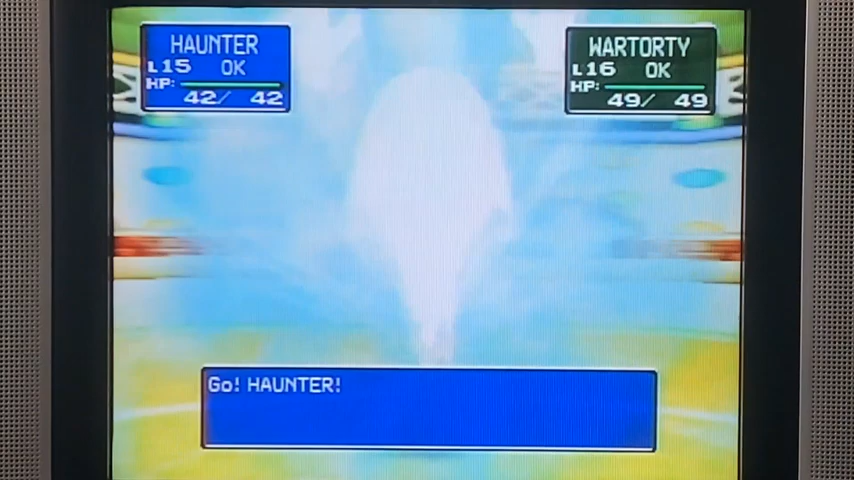 HAUNTER
L15 OK
HP:
42/ 42
WARTORTY
L16 OK
HP:
49/ 49
Go! HAUNTER!